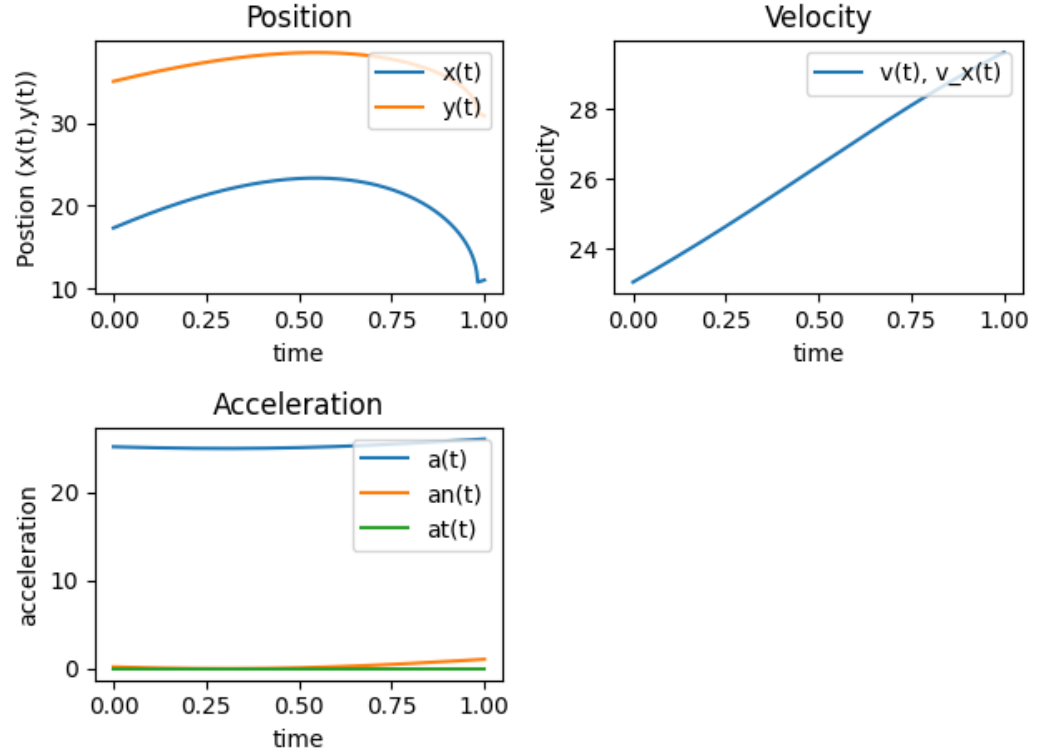 Position
Postion (x(t),y(t))
30
20
10
x(t)
y(t)
0.00 0.25 0.50 0.75 1.00
time
Velocity
velocity
28
26
24
v(t), v_x(t)
0.00 0.25 0.50 0.75 1.00
time
Acceleration
acceleration
20
10
0
a(t)
an(t)
at(t)
0.00 0.25 0.50 0.75 1.00
time